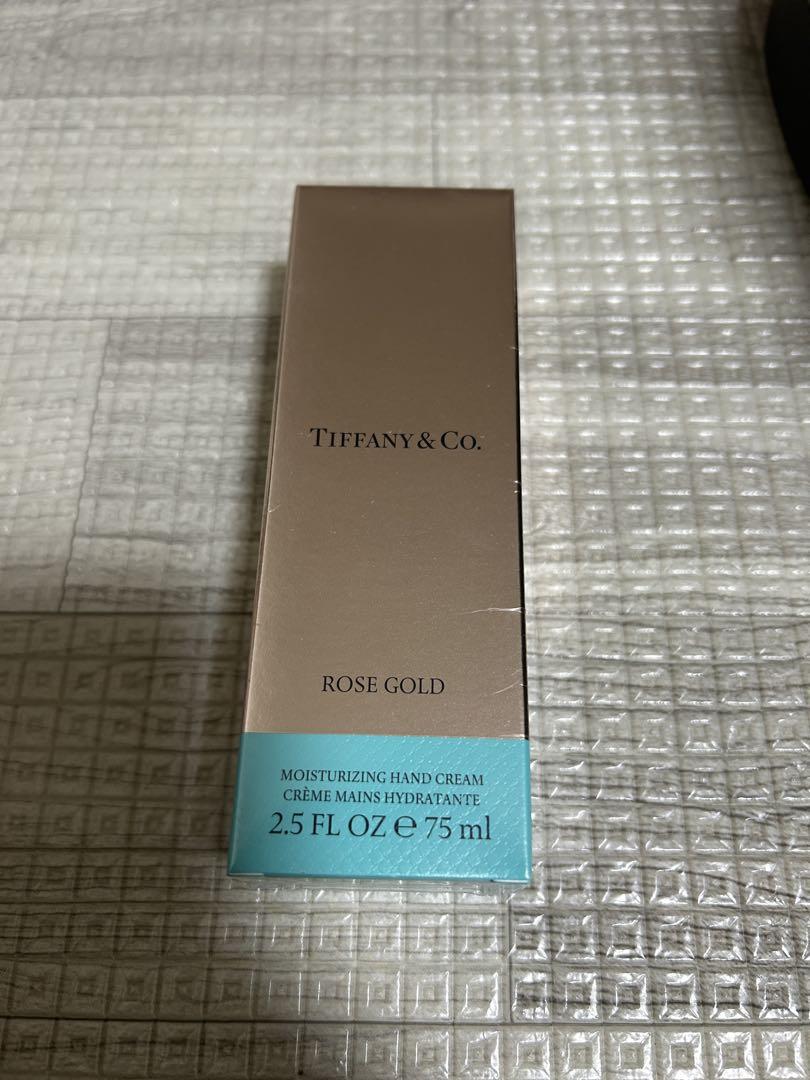 TIFFANY & CO.
ROSE GOLD
MOISTURIZING HAND CREAM
CRÈME MAINS HYDRATANTE
2.5 FL OZ ℮ 75 ml